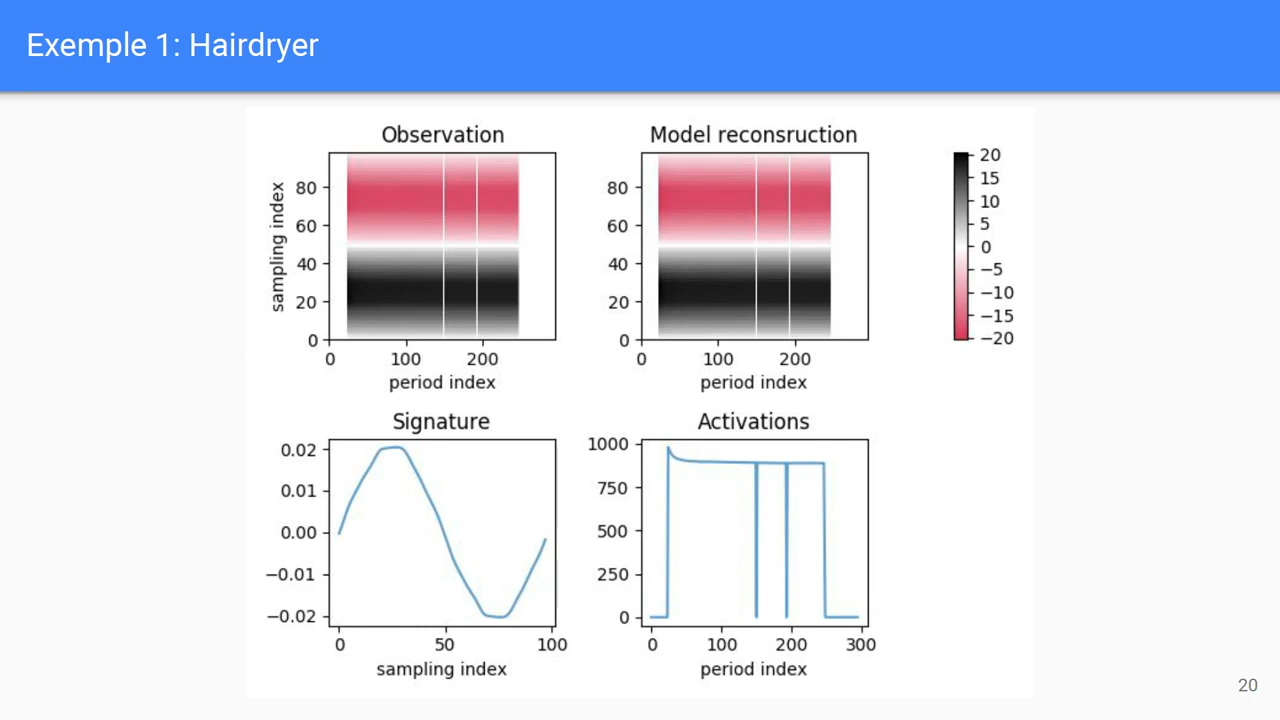 Exemple 1: Hairdryer
Observation
Model reconsruction
sampling index
80
60
40
20
0
0 100 200
period index
80
60
40
20
0
0 100 200
period index
20
15
10
5
0
−5
−10
−15
−20
Signature
Activations
0.02
0.01
0.00
−0.01
−0.02
0 50 100
sampling index
1000
750
500
250
0
0 100 200 300
period index
20